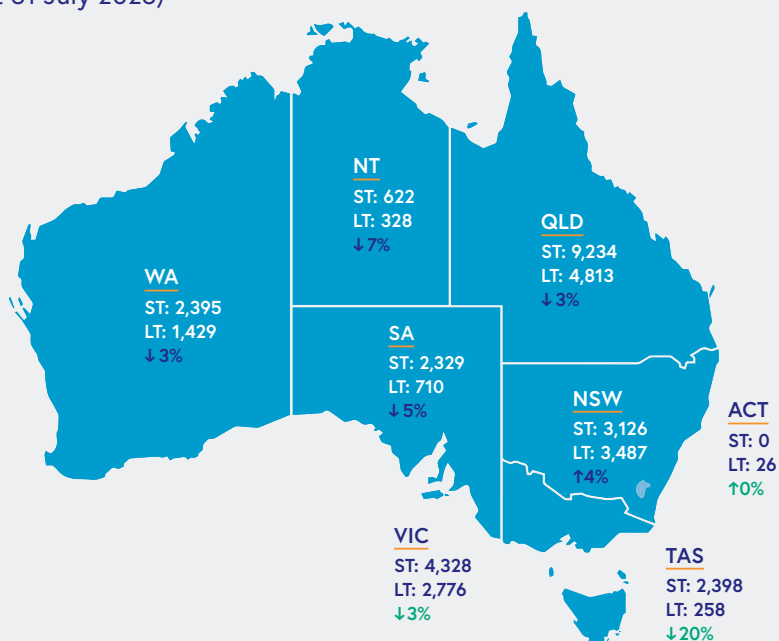 NT
ST: 622
LT: 328
↓7%
QLD
ST: 9,234
LT: 4,813
↓3%
WA
ST: 2,395
LT: 1,429
↓3%
SA
ST: 2,329
LT: 710
↓5%
NSW
ST: 3,126
LT: 3,487
↑4%
ACT
ST: 0
LT: 26
↑0%
VIC
ST: 4,328
LT: 2,776
↓3%
TAS
ST: 2,398
LT: 258
↓20%